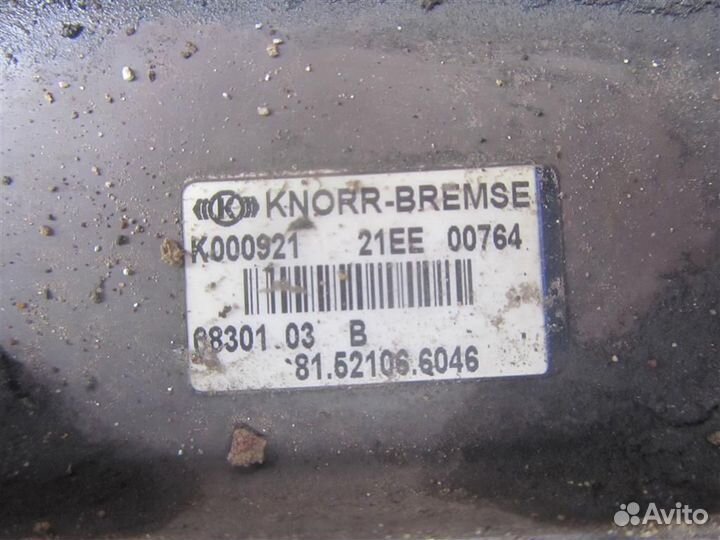 K KNORR-BREMSE
K000921 21EE 00764
68301 03 B
81.52106.6046
Avito